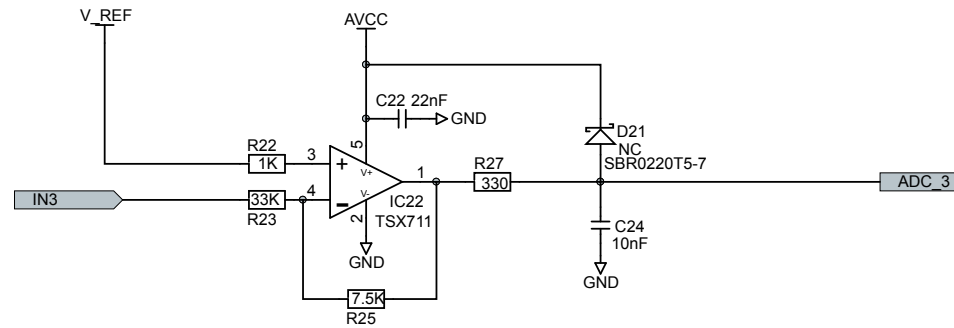 V_REF
AVCC
C22 22nF
GND
R22
1K
3
+
5
V+
D21
NC
SBR0220T5-7
1
R27
330
ADC_3
IN3
33K
R23
4
-
V-
2
IC22
TSX711
GND
C24
10nF
GND
7.5K
R25